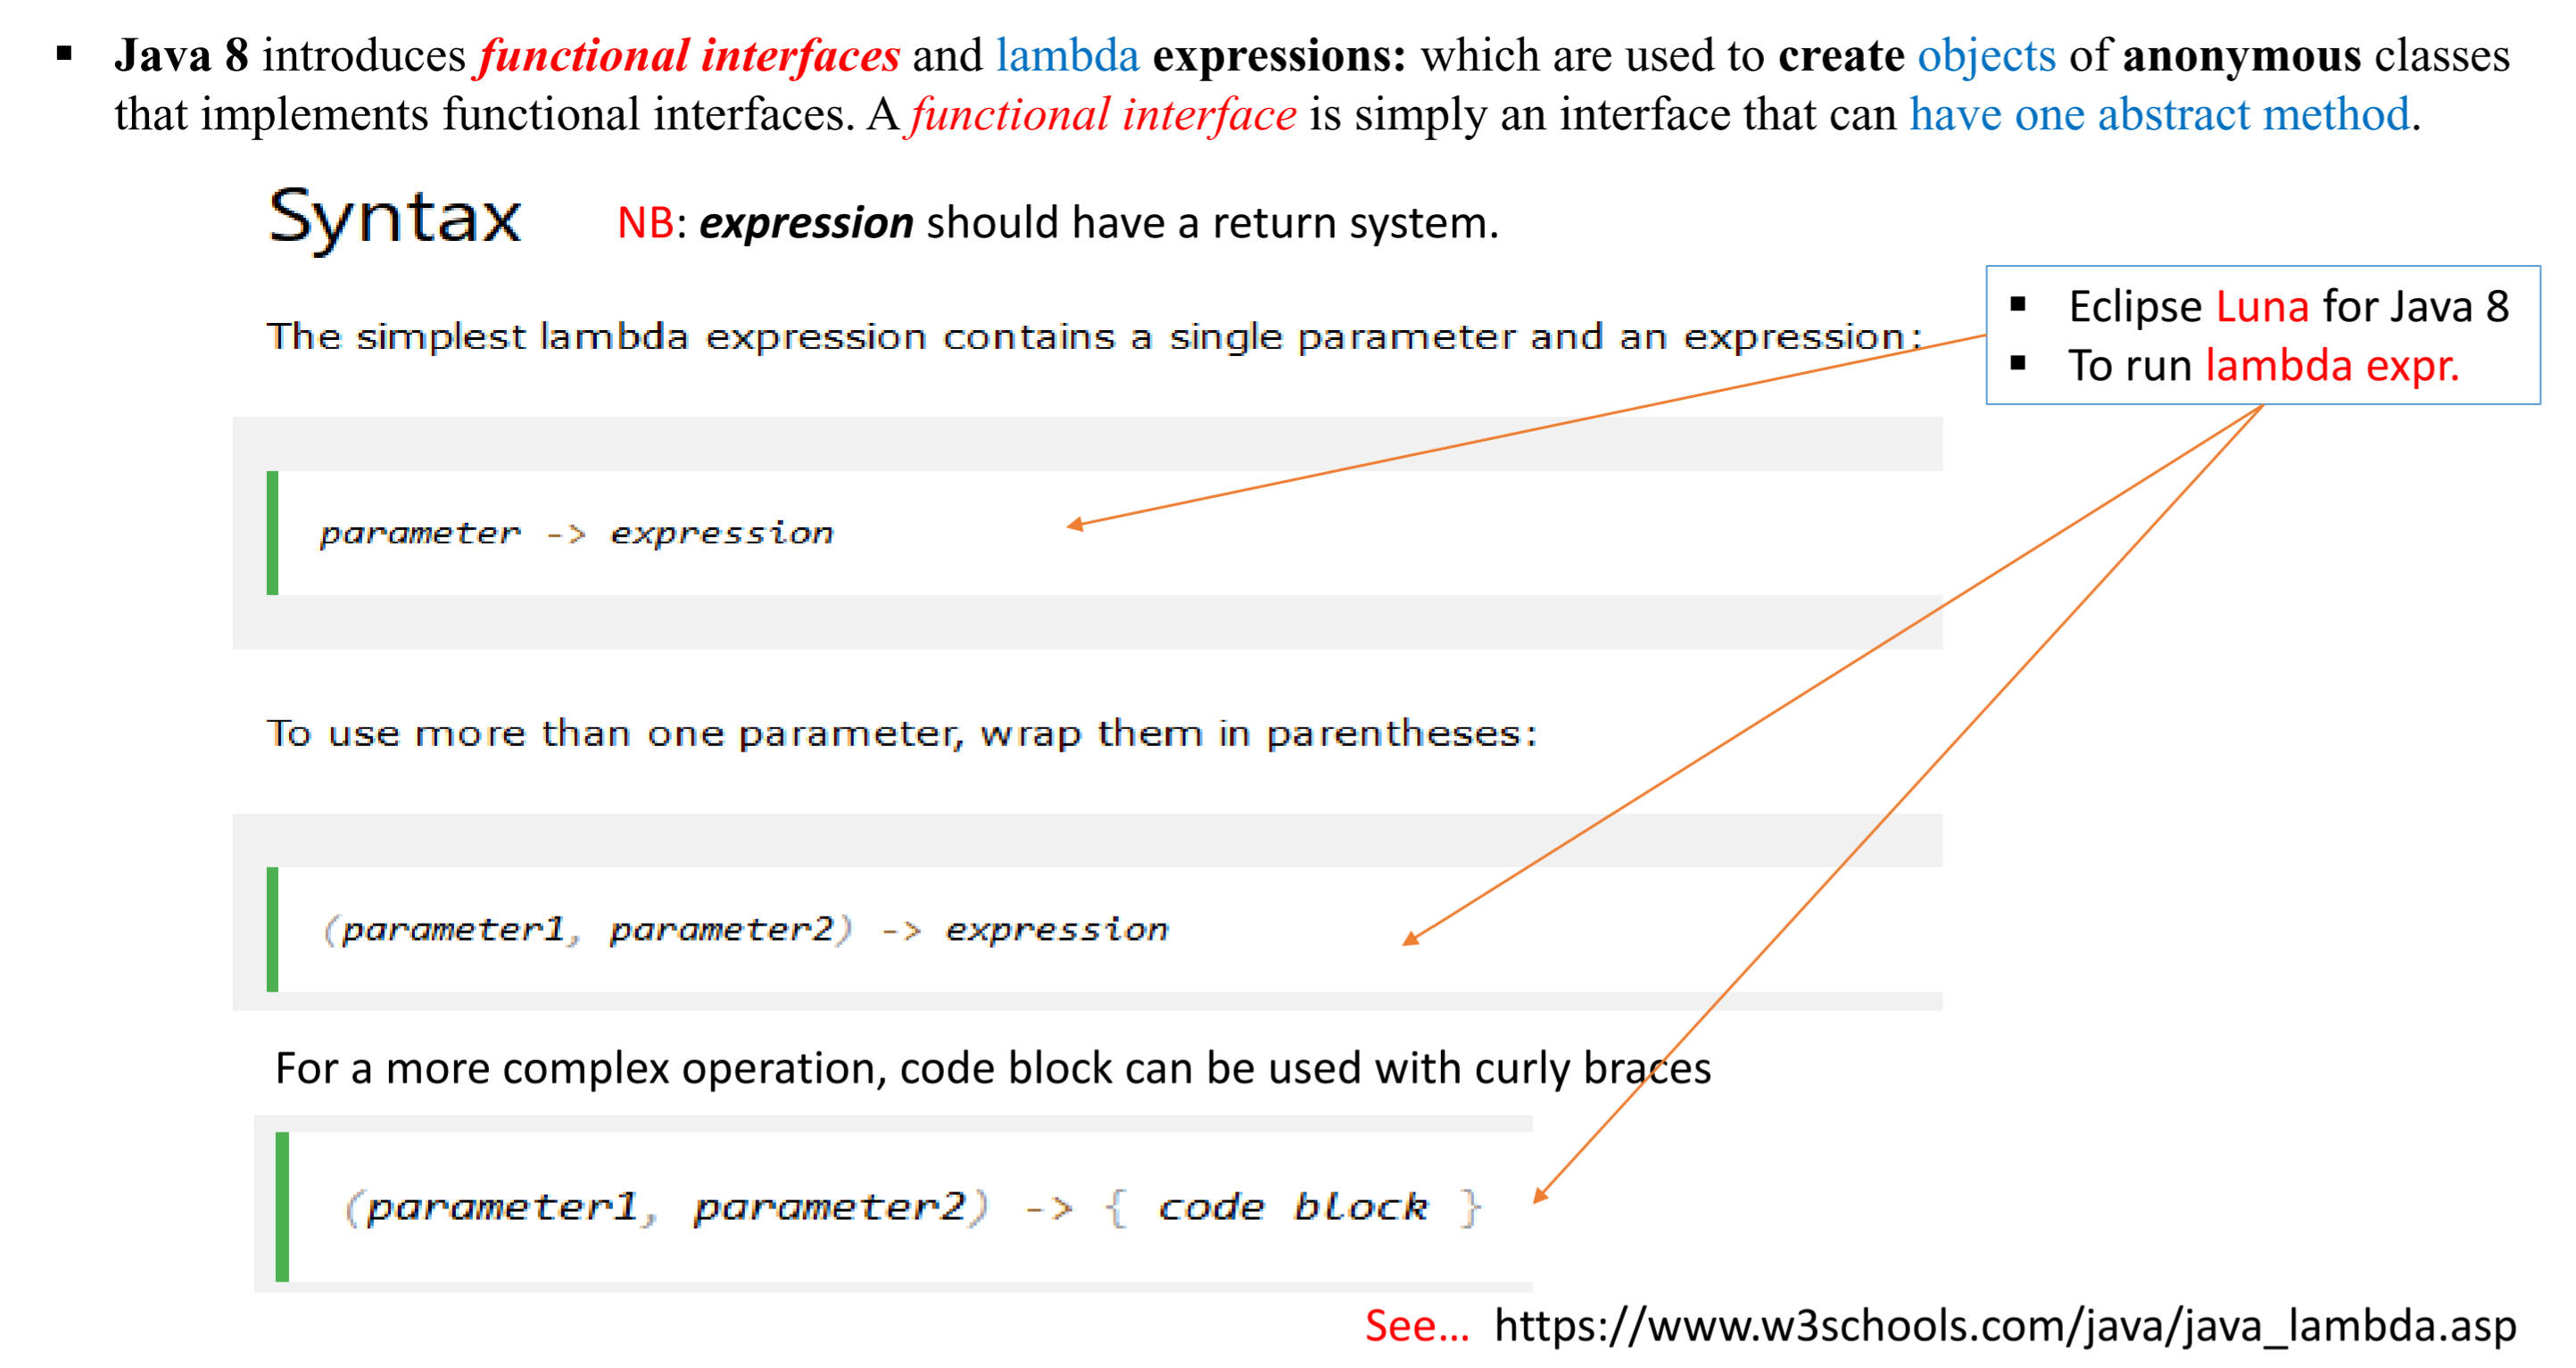 ▪ Java 8 introduces functional interfaces and lambda expressions: which are used to create objects of anonymous classes
that implements functional interfaces. A functional interface is simply an interface that can have one abstract method.
Syntax NB: expression should have a return system.
▪ Eclipse Luna for Java 8
▪ To run lambda expr.
The simplest lambda expression contains a single parameter and an expression:
parameter -> expression
To use more than one parameter, wrap them in parentheses:
(parameter1, parameter2) -> expression
For a more complex operation, code block can be used with curly braces
(parameter1, parameter2) -> { code block }
See... https://www.w3schools.com/java/java_lambda.asp